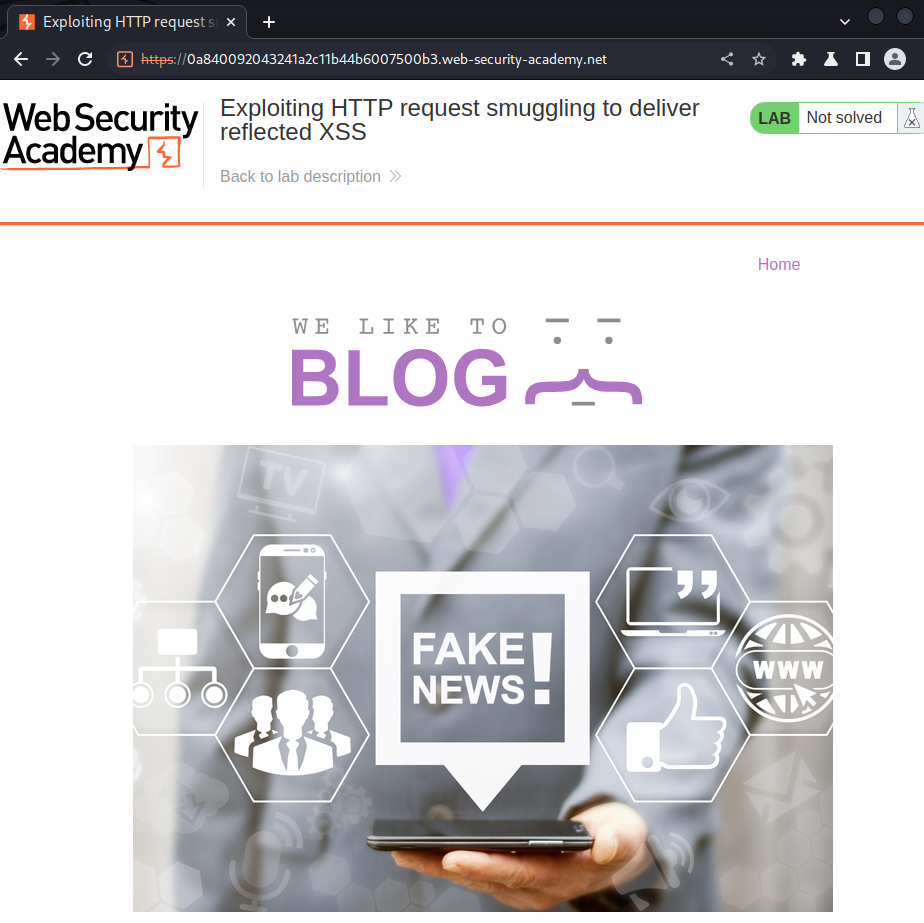 Exploiting HTTP request s
https://0a840092043241a2c11b44b6007500b3.web-security-academy.net
Web Security
Academy
Exploiting HTTP request smuggling to deliver
reflected XSS
LAB Not solved
Back to lab description
Home
WE LIKE TO
BLOG
TV
FAKE
NEWS!
WWW